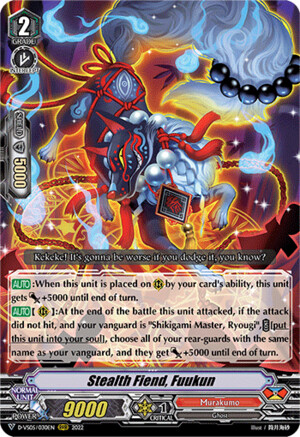 2
GRADE
INTERCEPT
5000
Kekeke! It's gonna be worse if you dodge it, you know?
AUTO:When this unit is placed on by your card's ability, this unit
gets +5000 until end of turn.
AUTO :At the end of the battle this unit attacked, if the attack
did not hit, and your vanguard is "Shikigami Master, Ryougi", [put
this unit into your soul], choose all of your rear-guards with the same
name as your vanguard, and they get +5000 until end of turn.
Stealth Fiend, Fuukun
NORMAL
UNIT
POWER
9000
1
CRITICAL
Murakumo
Ghoul
D-VS05/030EN 2022